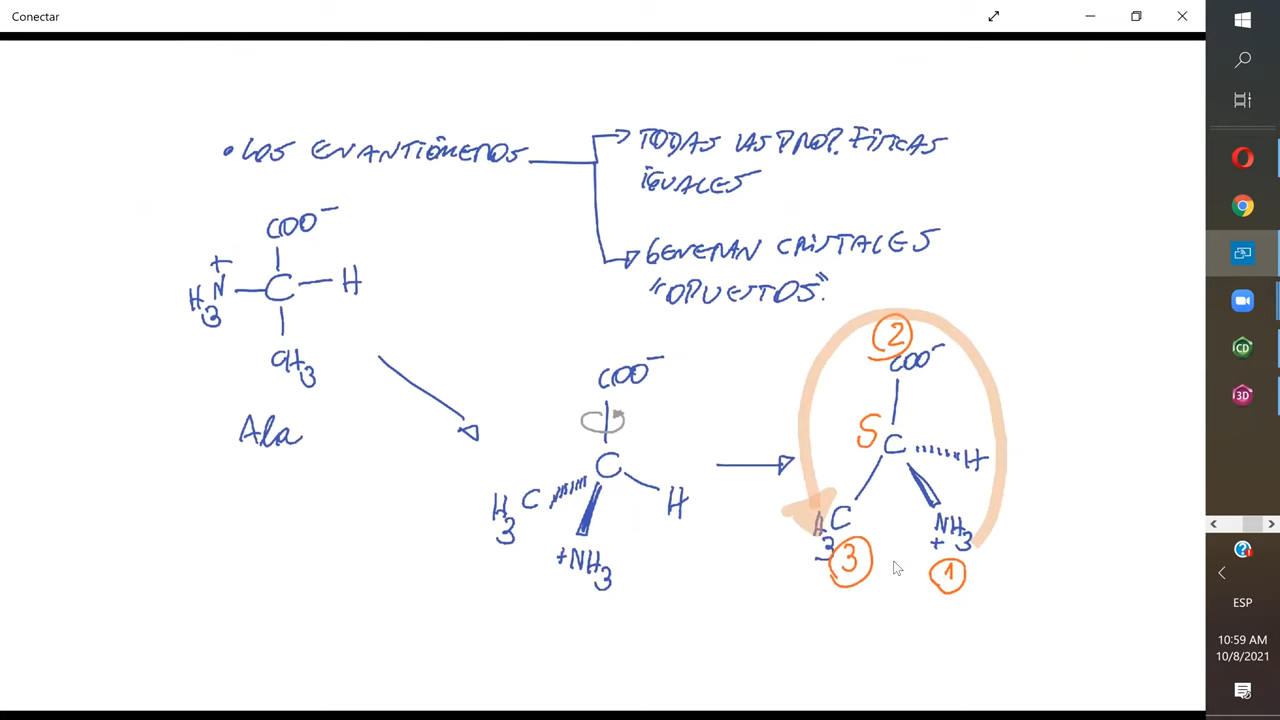 Conectar
• LOS ENANTIÓMEROS
TODAS LAS PROP. FÍSICAS
IGUALES
GENERAN CRISTALES
"OPUESTOS".
COO⁻
H₃N⁺ C H
CH₃
Ala
COO⁻
C
H₃C H
+NH₃
2
COO⁻
S C H
H₃C NH₃
+
3 1
ESP
10:59 AM
10/8/2021